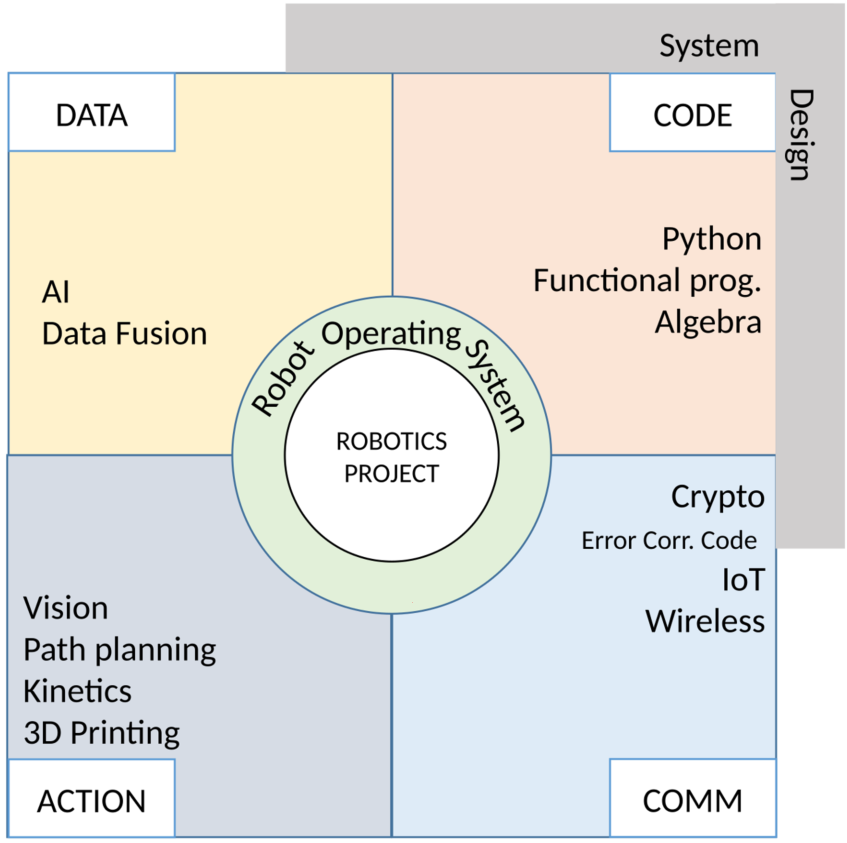 System
Design
DATA
CODE
AI
Data Fusion
Python
Functional prog.
Algebra
Robot Operating System
ROBOTICS
PROJECT
Vision
Path planning
Kinetics
3D Printing
ACTION
Crypto
Error Corr. Code
IoT
Wireless
COMM